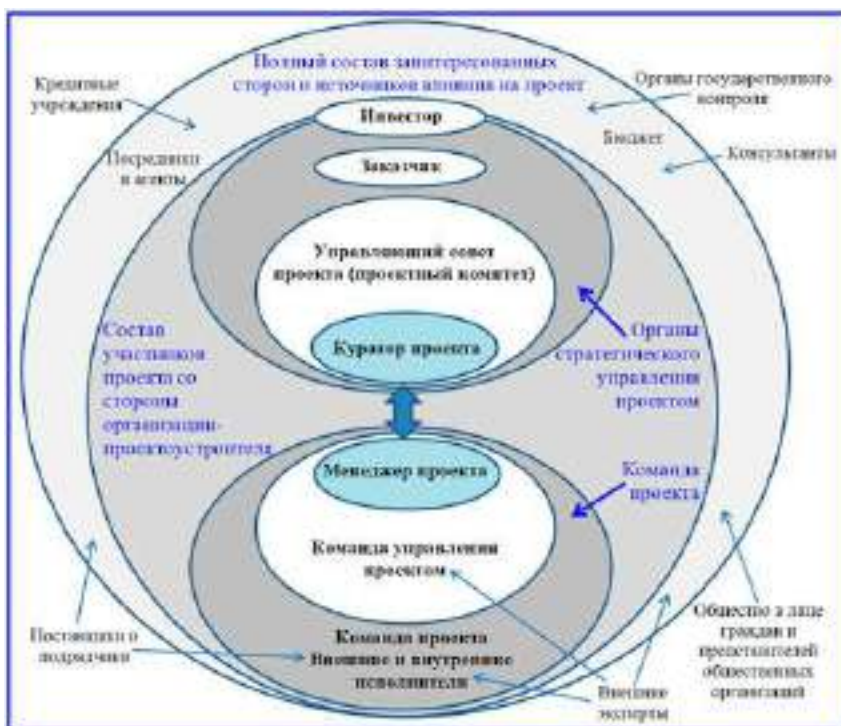 Полный состав заинтересованных
сторон и источников влияния на проект
Кредитные
учреждения
Органы государственного
контроля
Инвестор
Бюджет
Посредники
и агенты
Консультанты
Заказчик
Управляющий совет
проекта (проектный комитет)
Состав
участников
проекта со
стороны
организации-
проектоустроителя
Куратор проекта
Органы
стратегического
управления
проектом
Менеджер проекта
Команда
проекта
Команда управления
проектом
Поставщики и
подрядчики
Команда проекта
Внешние и внутренние
исполнители
Внешние
эксперты
Общество в лице
граждан и
представителей
общественных
организаций